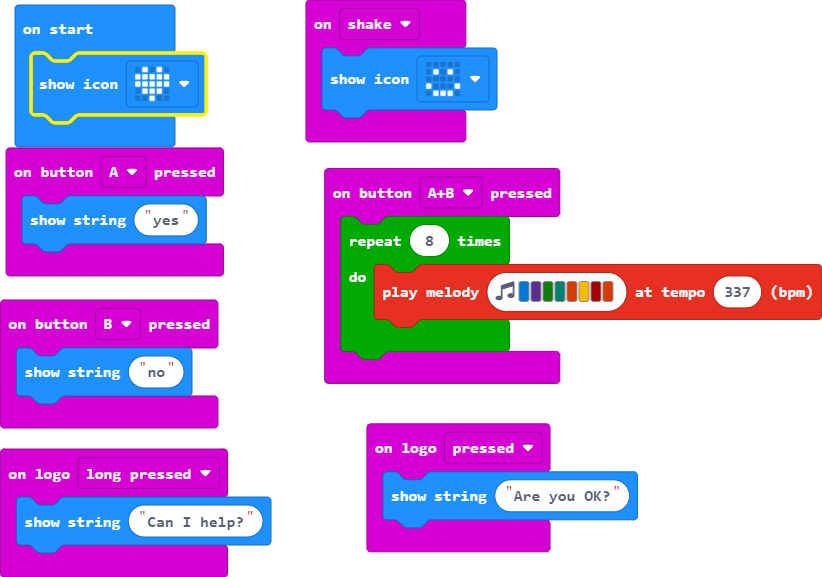 on start
show icon
on shake
show icon
on button A pressed
show string "yes"
on button A+B pressed
repeat 8 times
do
play melody at tempo 337 (bpm)
on button B pressed
show string "no"
on logo long pressed
show string "Can I help?"
on logo pressed
show string "Are you OK?"